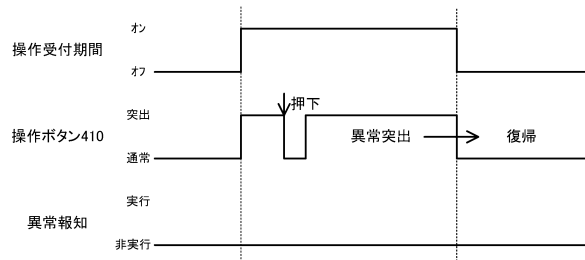 オン
操作受付期間
オフ
突出
押下
操作ボタン410
異常突出
復帰
通常
実行
異常報知
非実行